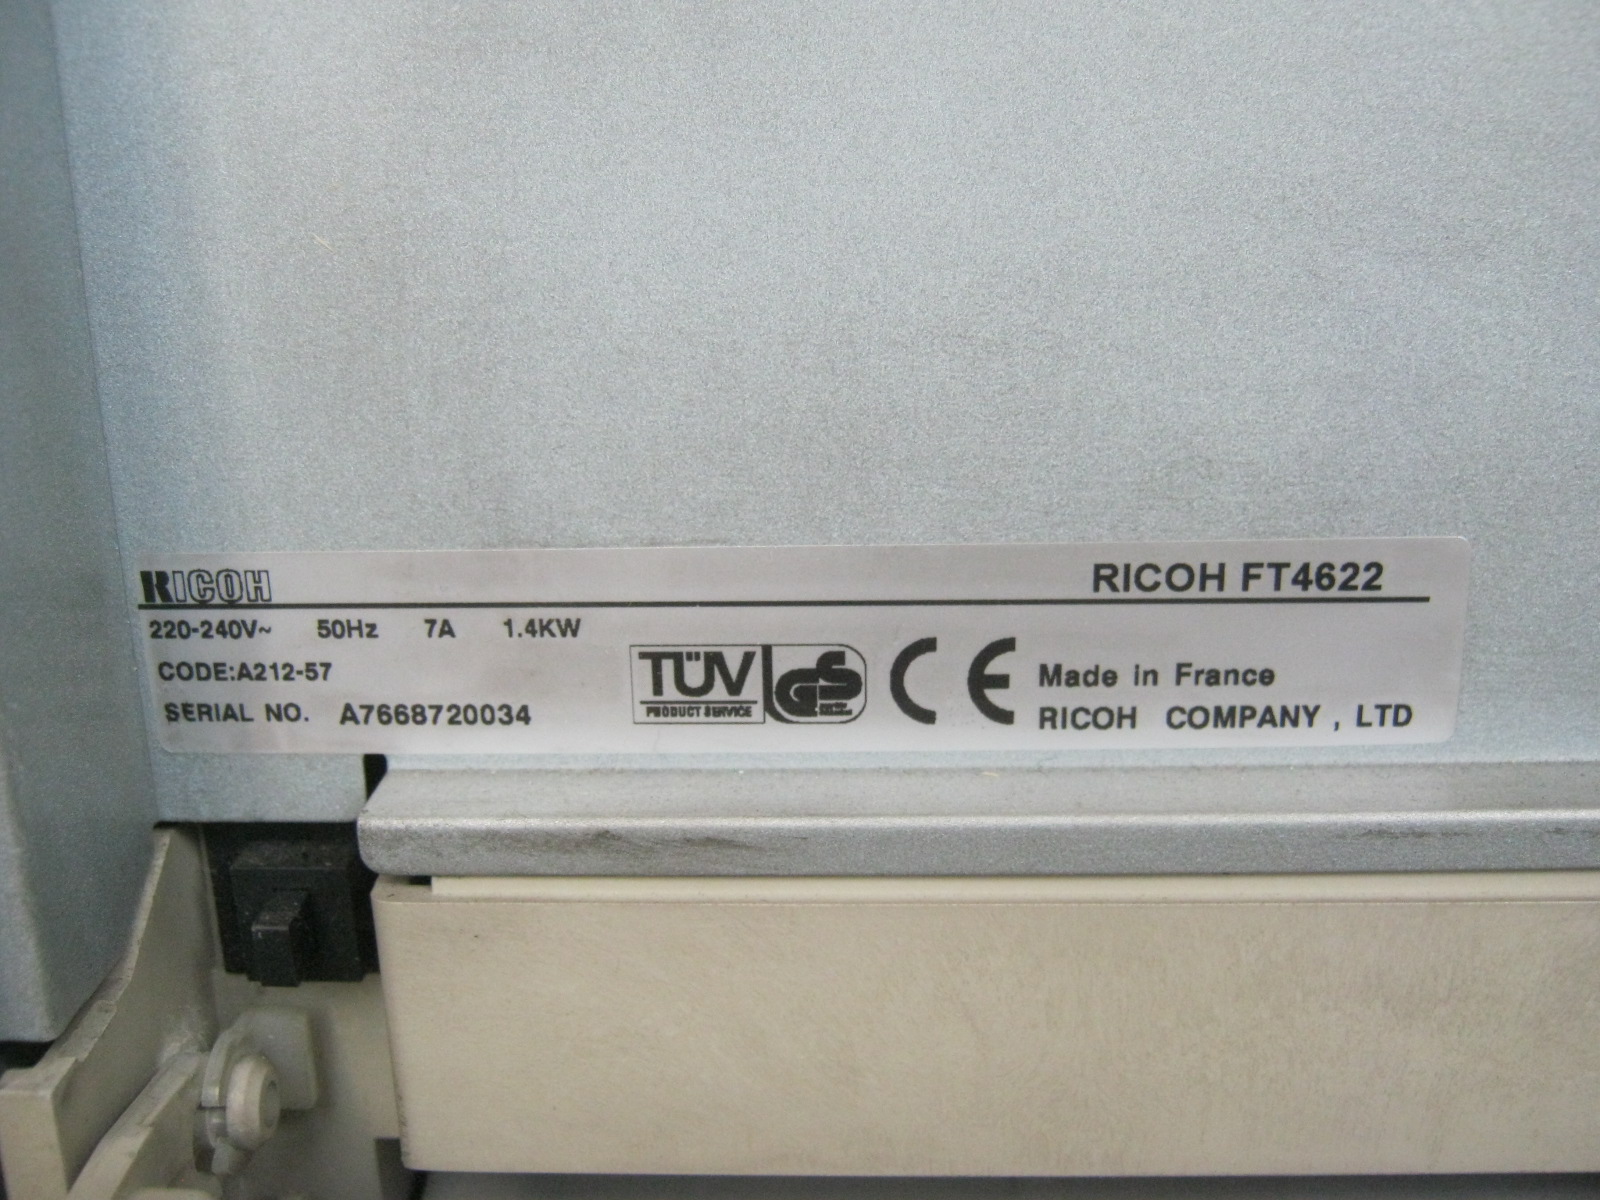 RICOH RICOH FT4622
220-240V~ 50Hz 7A 1.4KW
CODE:A212-57
SERIAL NO. A7668720034
TÜV GS CE Made in France
PRODUCT SERVICE RICOH COMPANY , LTD